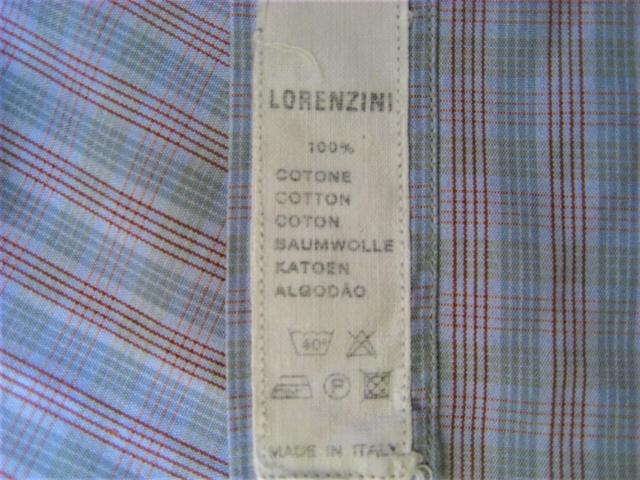 LORENZINI
100%
COTONE
COTTON
COTON
BAUMWOLLE
KATOEN
ALGODÃO
40°
P
MADE IN ITALY